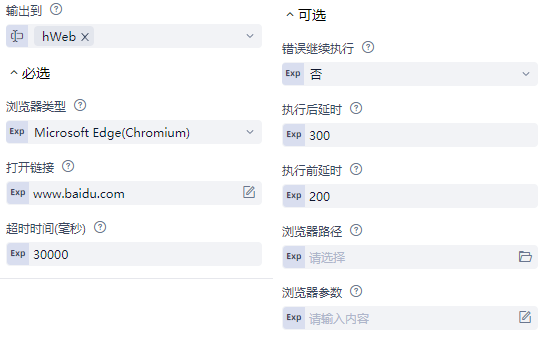 输出到
hWeb
必选
浏览器类型
Exp Microsoft Edge(Chromium)
打开链接
Exp www.baidu.com
超时时间(毫秒)
Exp 30000
可选
错误继续执行
Exp 否
执行后延时
Exp 300
执行前延时
Exp 200
浏览器路径
Exp 请选择
浏览器参数
Exp 请输入内容